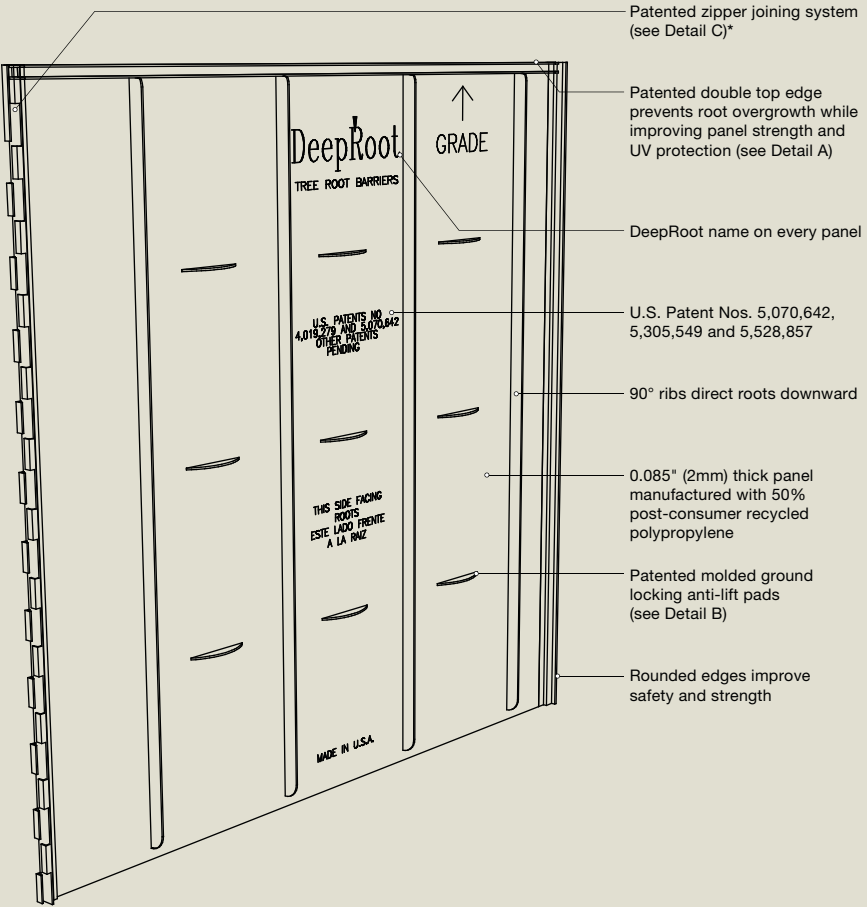 Patented zipper joining system
(see Detail C)*
Patented double top edge
prevents root overgrowth while
improving panel strength and
UV protection (see Detail A)
DeepRoot name on every panel
U.S. Patent Nos. 5,070,642,
5,305,549 and 5,528,857
90° ribs direct roots downward
0.085" (2mm) thick panel
manufactured with 50%
post-consumer recycled
polypropylene
Patented molded ground
locking anti-lift pads
(see Detail B)
Rounded edges improve
safety and strength
DeepRoot
TREE ROOT BARRIERS
GRADE
U.S. PATENTS NO
4,019,279 AND 5,070,642
OTHER PATENTS
PENDING
THIS SIDE FACING
ROOTS
ESTE LADO FRENTE
A LA RAIZ
MADE IN U.S.A.